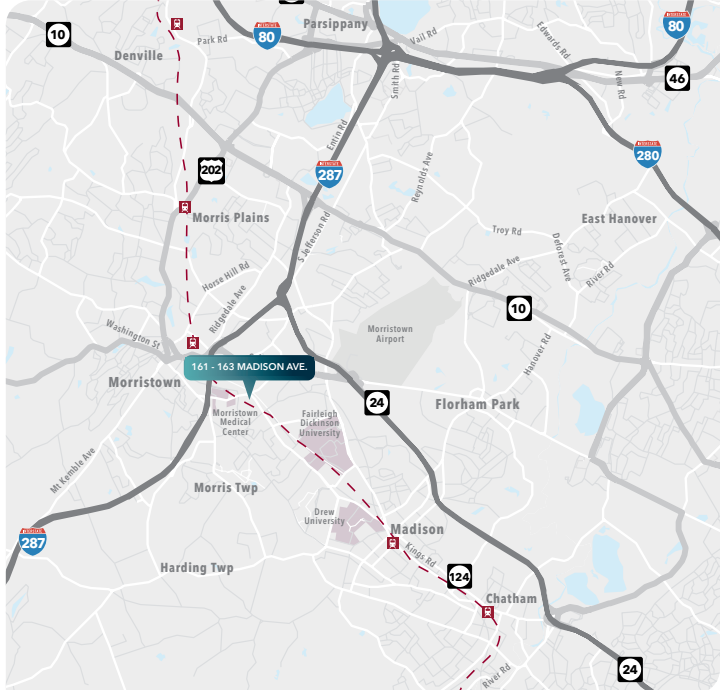 Parsippany
80
INTERSTATE
80
10
Park Rd
Vail Rd
Edwards Rd
Denville
Smith Rd
New Rd
46
Entin Rd
280
202
287
Reynolds Ave
Morris Plains
East Hanover
S Jefferson Rd
Troy Rd
Deforest Ave
Horse Hill Rd
Ridgedale Ave
River Rd
Ridgedale Ave
10
Washington St
Morristown
Airport
Hanover Rd
161 - 163 MADISON AVE.
Morristown
24
Florham Park
Morristown
Medical
Center
Fairleigh
Dickinson
University
Mt Kemble Ave
Morris Twp
Drew
University
Madison
287
Kings Rd
Harding Twp
124
Chatham
River Rd
24